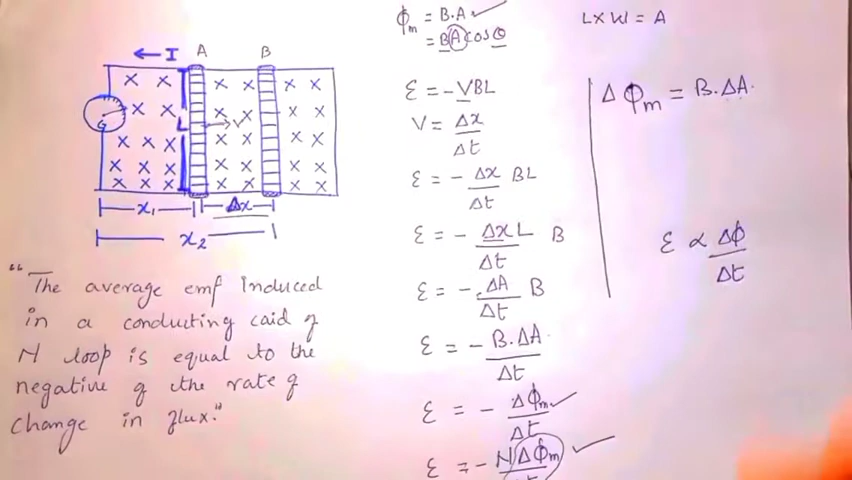 ϕm = B.A ✓
= BA cos θ
L x W = A
← I A B
G
L
→ V
x₁
Δx
x₂
"The average emf Induced
in a conducting caid of
N loop is equal to the
negative of the rate of
change in flux."
ε = -VBL
V = Δx/Δt
ε = - Δx/Δt BL
ε = - ΔxL/Δt B
ε = - ΔA/Δt B
ε = - B.ΔA/Δt
ε = - Δϕm/Δt ✓
ε = - NΔϕm ✓
Δϕm = B.ΔA
ε ∝ Δϕ/Δt